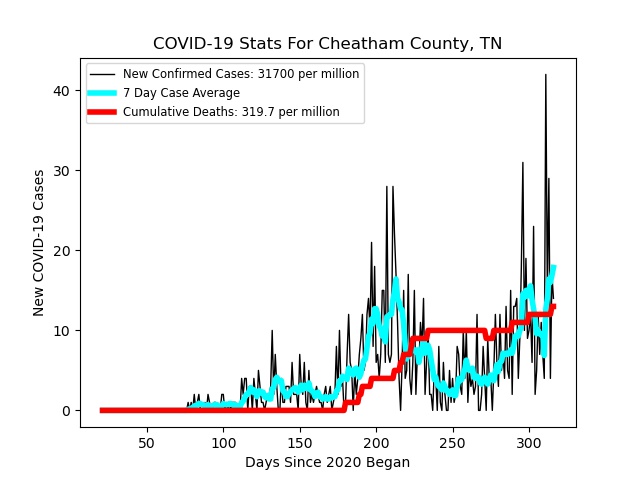 COVID-19 Stats For Cheatham County, TN
New Confirmed Cases: 31700 per million
7 Day Case Average
Cumulative Deaths: 319.7 per million
New COVID-19 Cases
40
30
20
10
0
50 100 150 200 250 300
Days Since 2020 Began